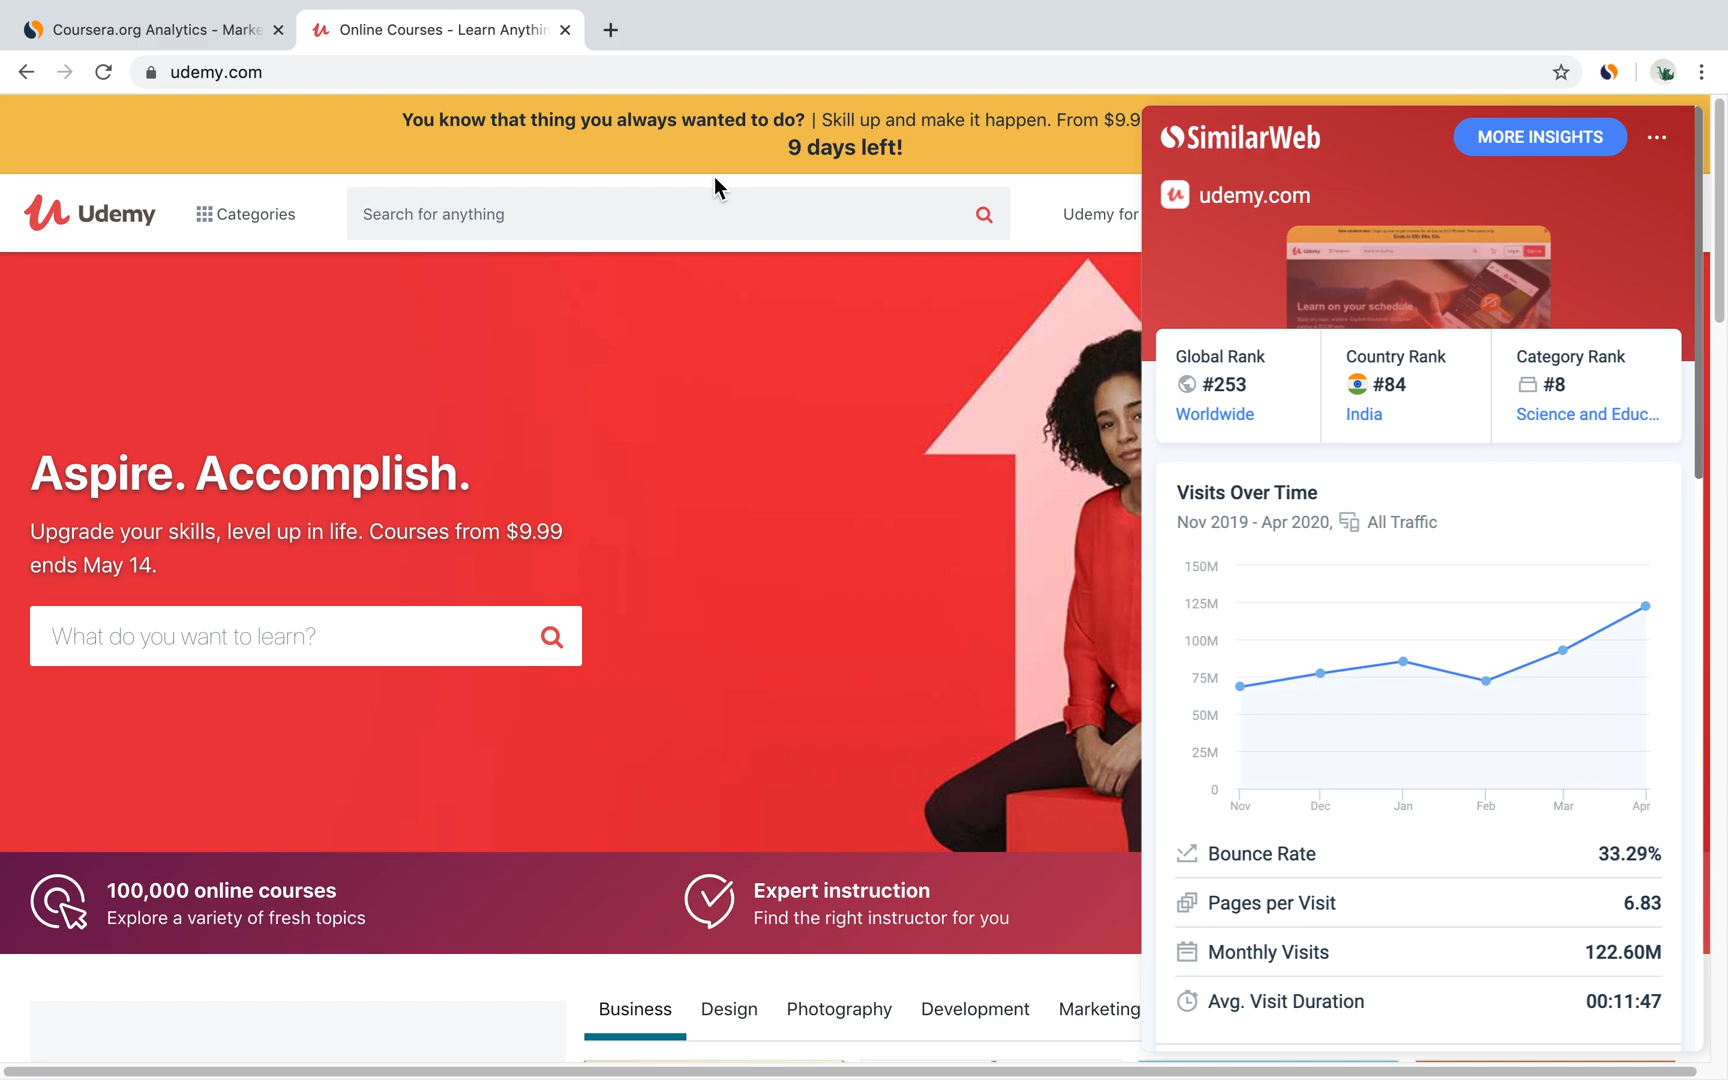 Coursera.org Analytics - Marke
Online Courses - Learn Anythin
udemy.com
You know that thing you always wanted to do? | Skill up and make it happen. From $9.9
9 days left!
Udemy
Categories
Search for anything
Udemy for
Aspire. Accomplish.
Upgrade your skills, level up in life. Courses from $9.99
ends May 14.
What do you want to learn?
100,000 online courses
Explore a variety of fresh topics
Expert instruction
Find the right instructor for you
Business Design Photography Development Marketing
SimilarWeb
MORE INSIGHTS
udemy.com
Udemy
Learn on your schedule
Global Rank
#253
Worldwide
Country Rank
#84
India
Category Rank
#8
Science and Educ...
Visits Over Time
Nov 2019 - Apr 2020, All Traffic
150M
125M
100M
75M
50M
25M
0
Nov Dec Jan Feb Mar Apr
Bounce Rate 33.29%
Pages per Visit 6.83
Monthly Visits 122.60M
Avg. Visit Duration 00:11:47